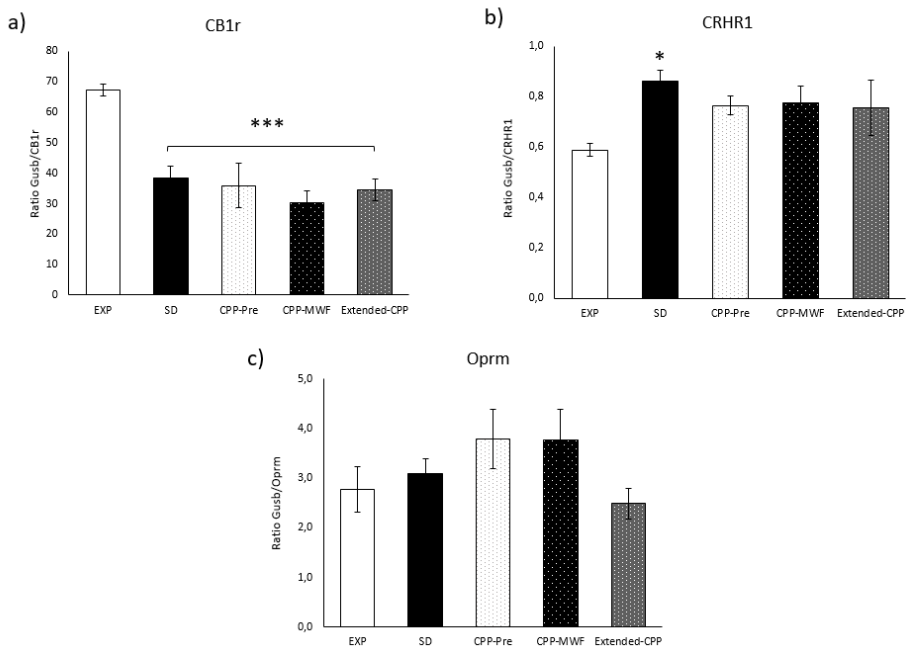 a)
CB1r
80
70
60
50
40
30
20
10
0
Ratio Gusb/CB1r
***
EXP SD CPP-Pre CPP-MWF Extended-CPP
b)
CRHR1
1,0
0,8
0,6
0,4
0,2
0,0
Ratio Gusb/CRHR1
*
EXP SD CPP-Pre CPP-MWF Extended-CPP
c)
Oprm
5,0
4,0
3,0
2,0
1,0
0,0
Ratio Gusb/Oprm
EXP SD CPP-Pre CPP-MWF Extended-CPP